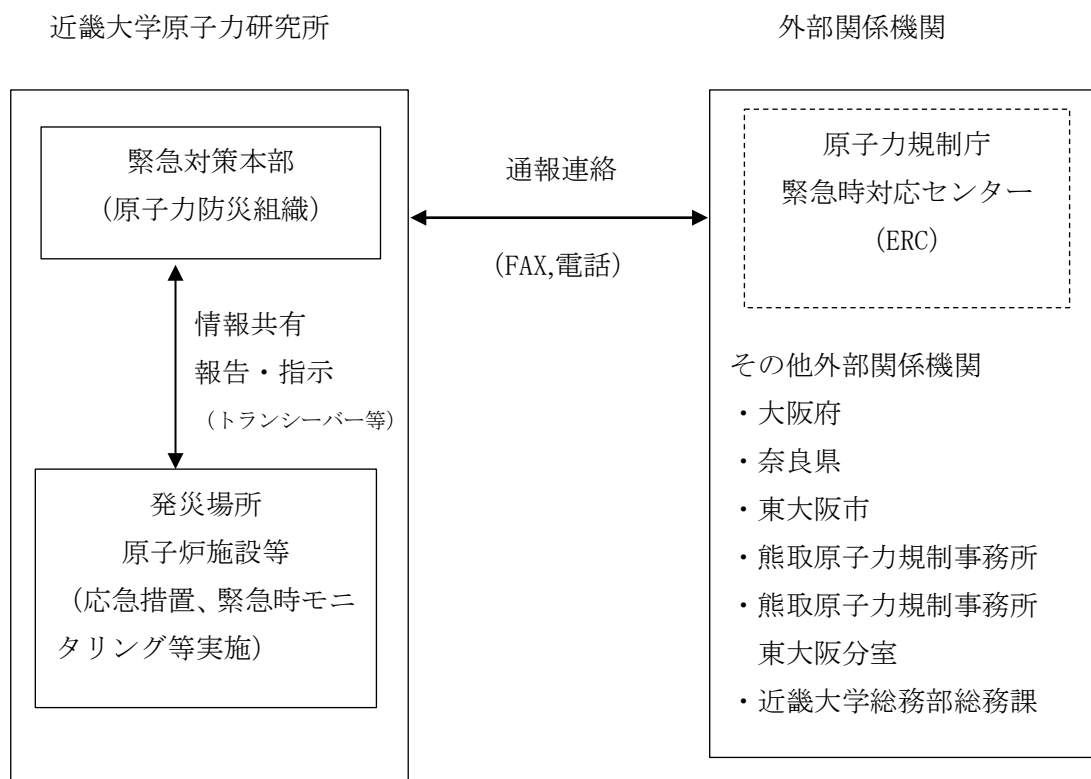 近畿大学原子力研究所
外部関係機関
緊急対策本部
（原子力防災組織）
情報共有
報告・指示
（トランシーバー等）
発災場所
原子炉施設等
（応急措置、緊急時モニ
タリング等実施）
通報連絡
（FAX,電話）
原子力規制庁
緊急時対応センター
（ERC）
その他外部関係機関
・大阪府
・奈良県
・東大阪市
・熊取原子力規制事務所
・熊取原子力規制事務所
東大阪分室
・近畿大学総務部総務課